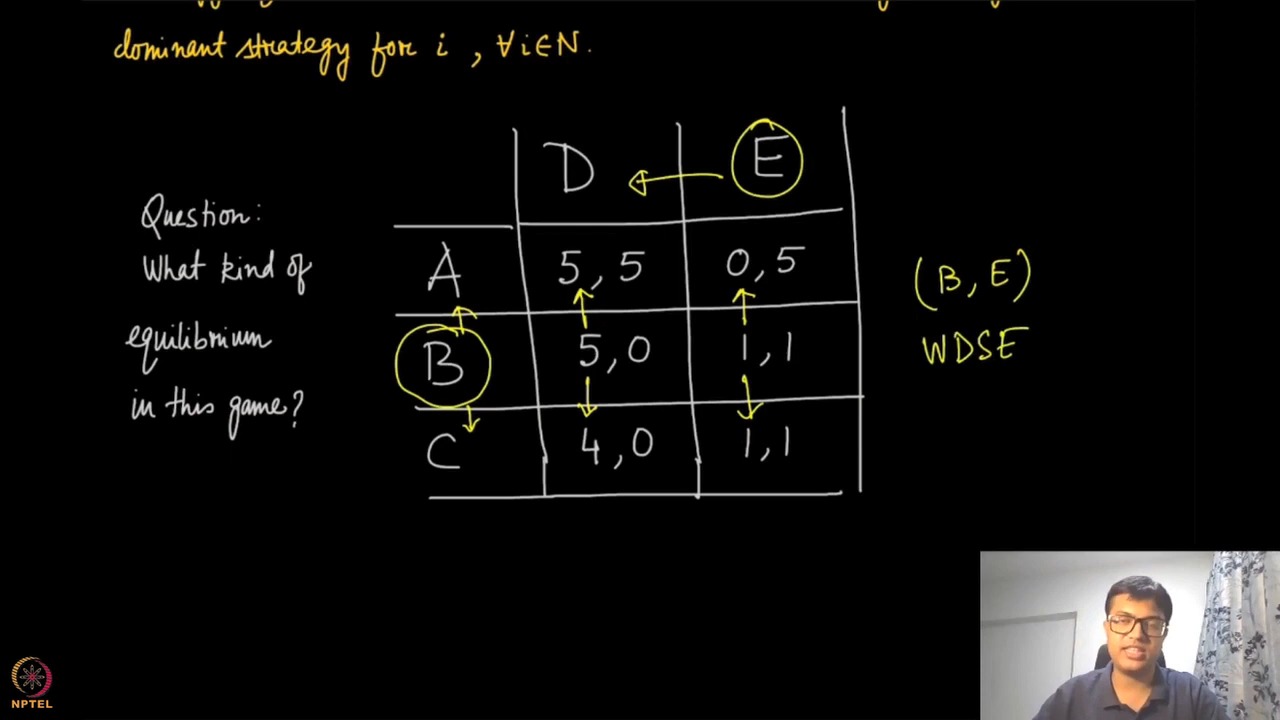 dominant strategy for i , ∀i∈N.
D E
Question:
What kind of
equilibrium
in this game?
A 5,5 0,5
B 5,0 1,1
C 4,0 1,1
(B, E)
WDSE
NPTEL